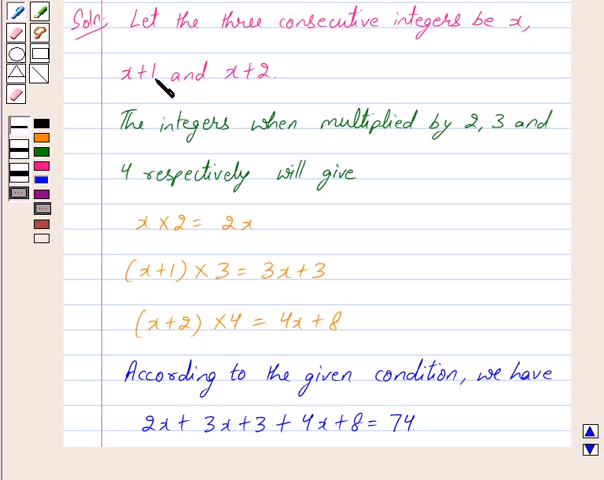 Soln: Let the three consecutive integers be x,
x+1 and x+2.
The integers when multiplied by 2, 3 and
4 respectively will give
x × 2 = 2x
(x+1) × 3 = 3x+3
(x+2) × 4 = 4x+8
According to the given condition, we have
2x + 3x+3 + 4x+8 = 74